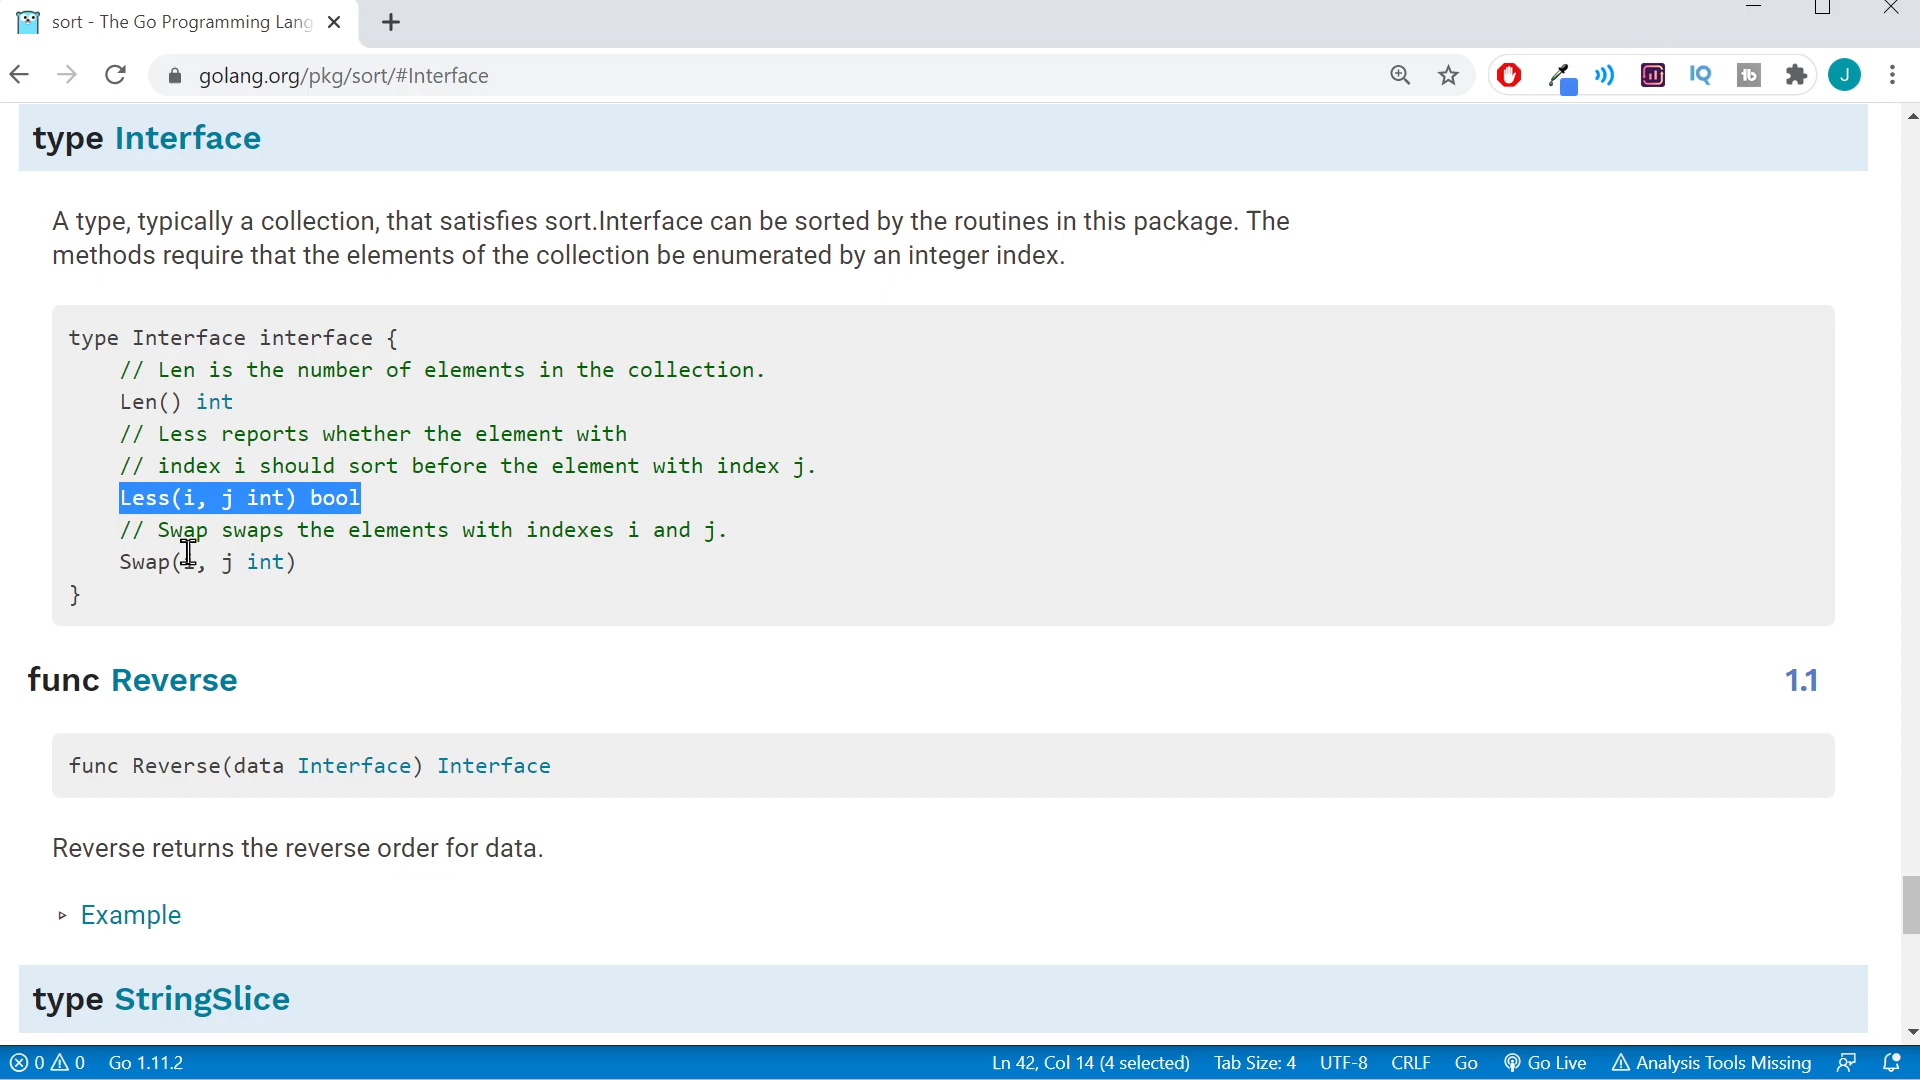 sort - The Go Programming Lang
golang.org/pkg/sort/#Interface
IQ
tb
J
type Interface
A type, typically a collection, that satisfies sort.Interface can be sorted by the routines in this package. The
methods require that the elements of the collection be enumerated by an integer index.
type Interface interface {
// Len is the number of elements in the collection.
Len() int
// Less reports whether the element with
// index i should sort before the element with index j.
Less(i, j int) bool
// Swap swaps the elements with indexes i and j.
Swap(i, j int)
}
func Reverse
1.1
func Reverse(data Interface) Interface
Reverse returns the reverse order for data.
Example
type StringSlice
0 0 Go 1.11.2 Ln 42, Col 14 (4 selected) Tab Size: 4 UTF-8 CRLF Go Go Live Analysis Tools Missing